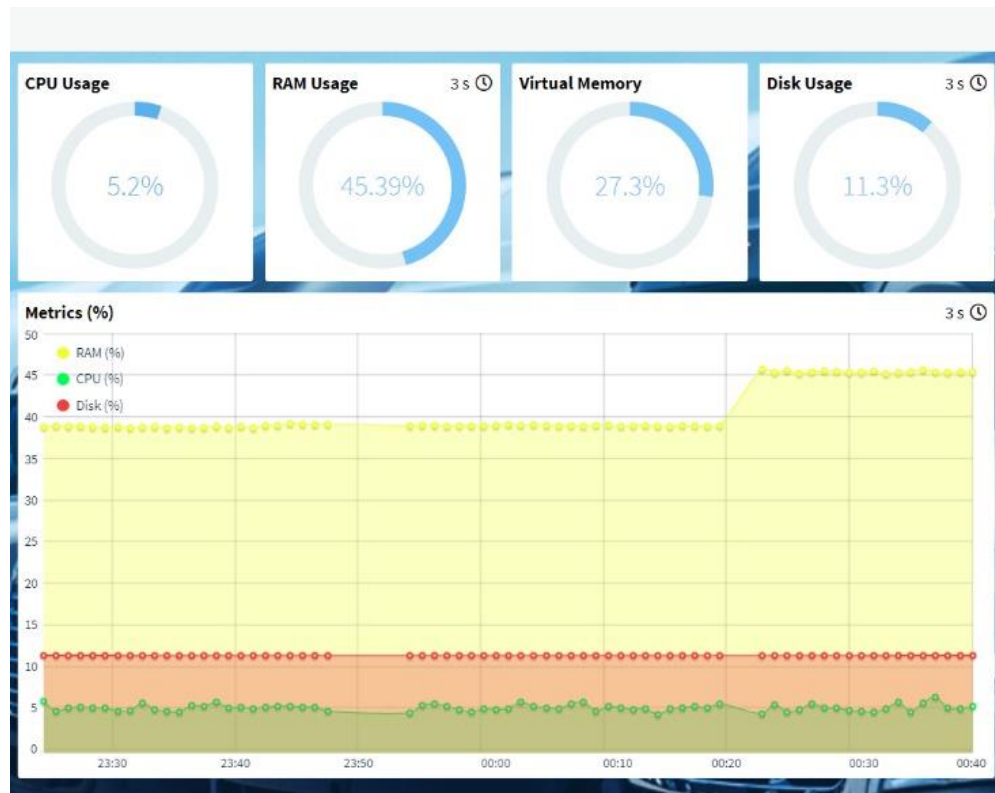 CPU Usage
RAM Usage 3 s
Virtual Memory
Disk Usage 3 s
5.2%
45.39%
27.3%
11.3%
Metrics (%) 3 s
50
RAM (%)
45
CPU (%)
Disk (%)
40
35
30
25
20
15
10
5
0
23:30 23:40 23:50 00:00 00:10 00:20 00:30 00:40